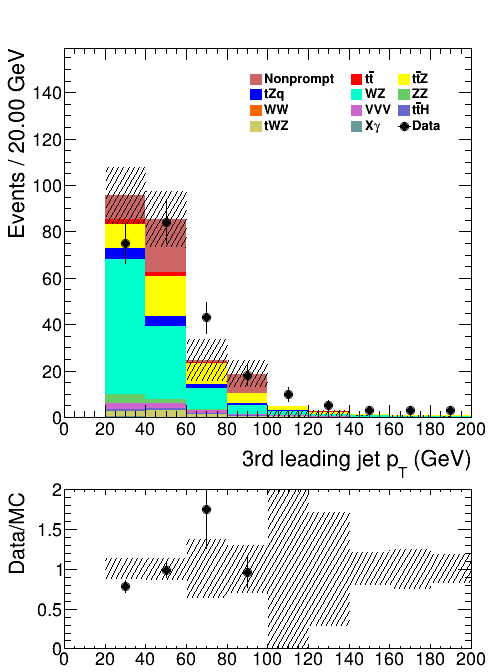 Events / 20.00 GeV
160
140
120
100
80
60
40
20
0
Nonprompt tt̄ tt̄Z
tZq WZ ZZ
WW VVV tt̄H
tWZ Xγ Data
0 20 40 60 80 100 120 140 160 180 200
3rd leading jet p_T (GeV)
Data/MC
2
1.5
1
0.5
0
0 20 40 60 80 100 120 140 160 180 200